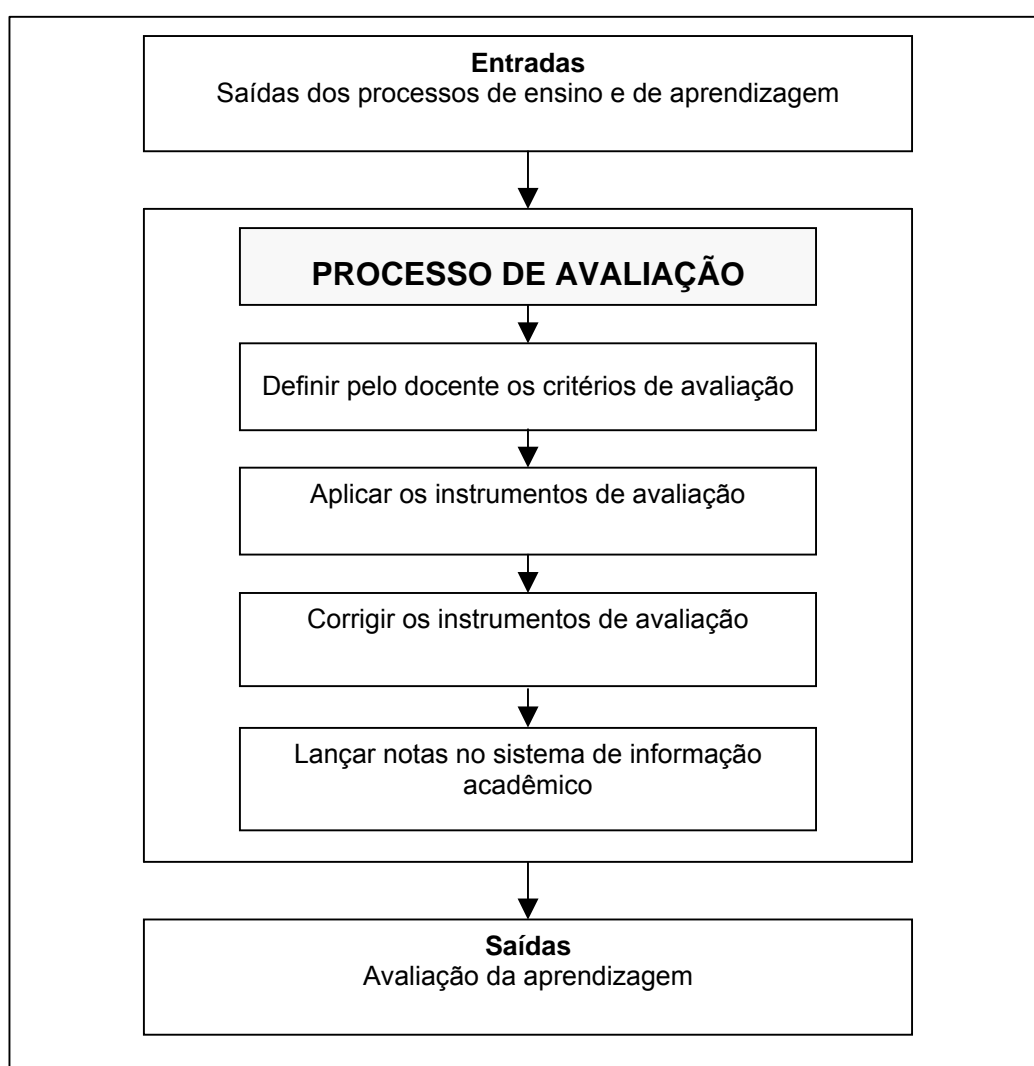 Entradas
Saídas dos processos de ensino e de aprendizagem
PROCESSO DE AVALIAÇÃO
Definir pelo docente os critérios de avaliação
Aplicar os instrumentos de avaliação
Corrigir os instrumentos de avaliação
Lançar notas no sistema de informação
acadêmico
Saídas
Avaliação da aprendizagem